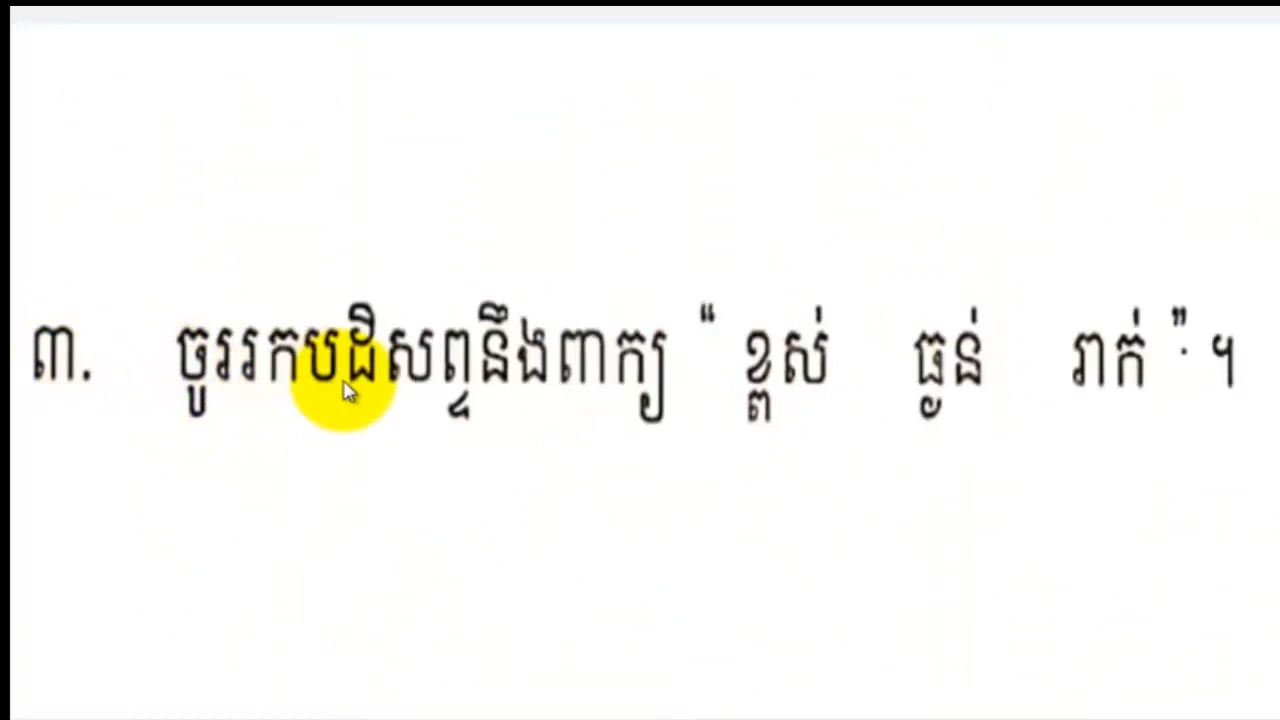 ៣. ចូររកបដិសព្ទនឹងពាក្យ " ខ្ពស់ ធ្ងន់ រាក់ " ។